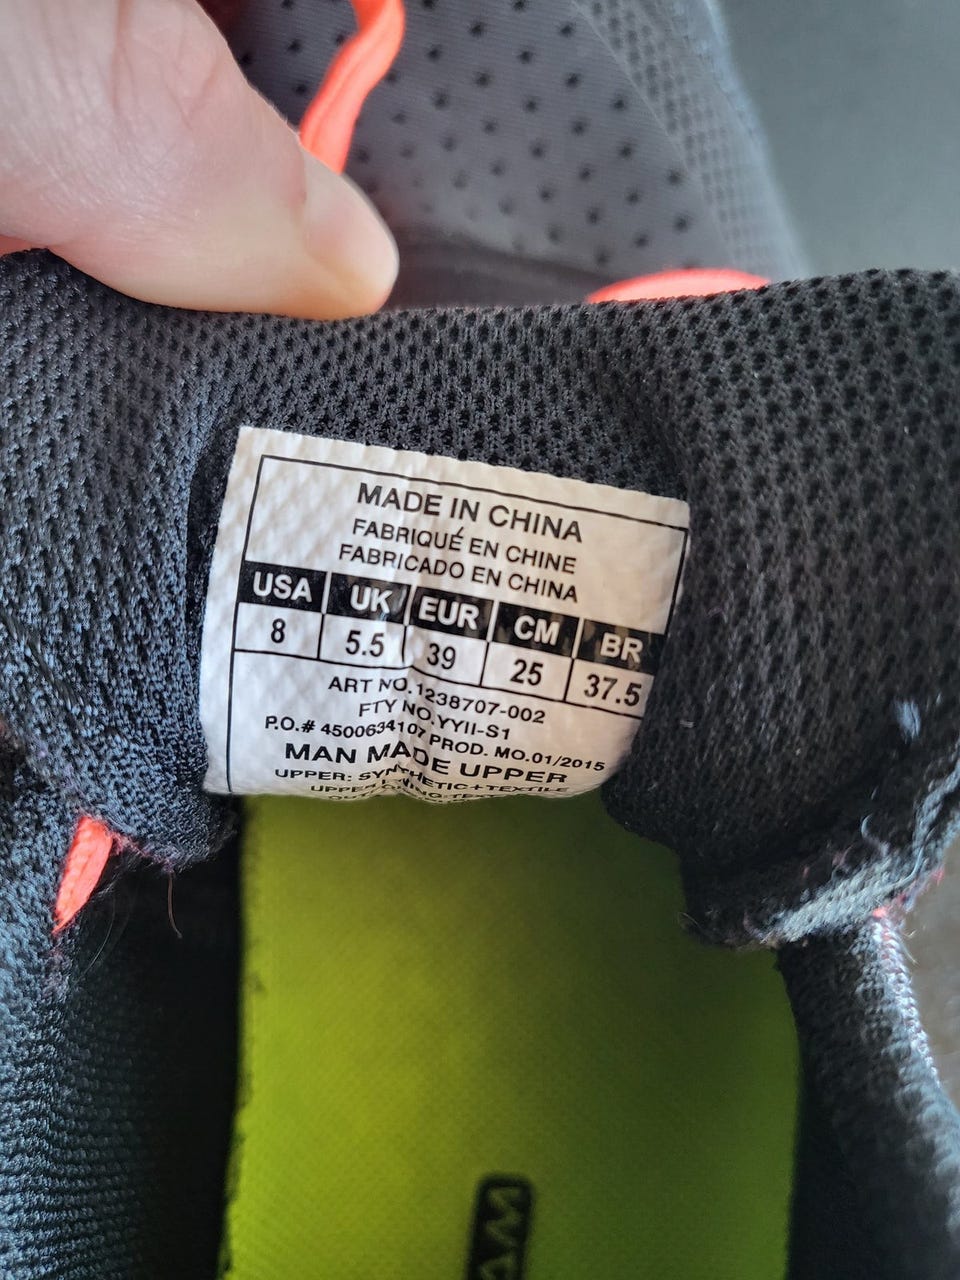 MADE IN CHINA
FABRIQUÉ EN CHINE
FABRICADO EN CHINA
USA UK EUR CM BR
8 5.5 39 25 37.5
ART NO.1238707-002
FTY NO.YYII-S1
P.O.# 4500634107 PROD. MO.01/2015
MAN MADE UPPER
UPPER: SYNTHETIC+TEXTILE
UPPER